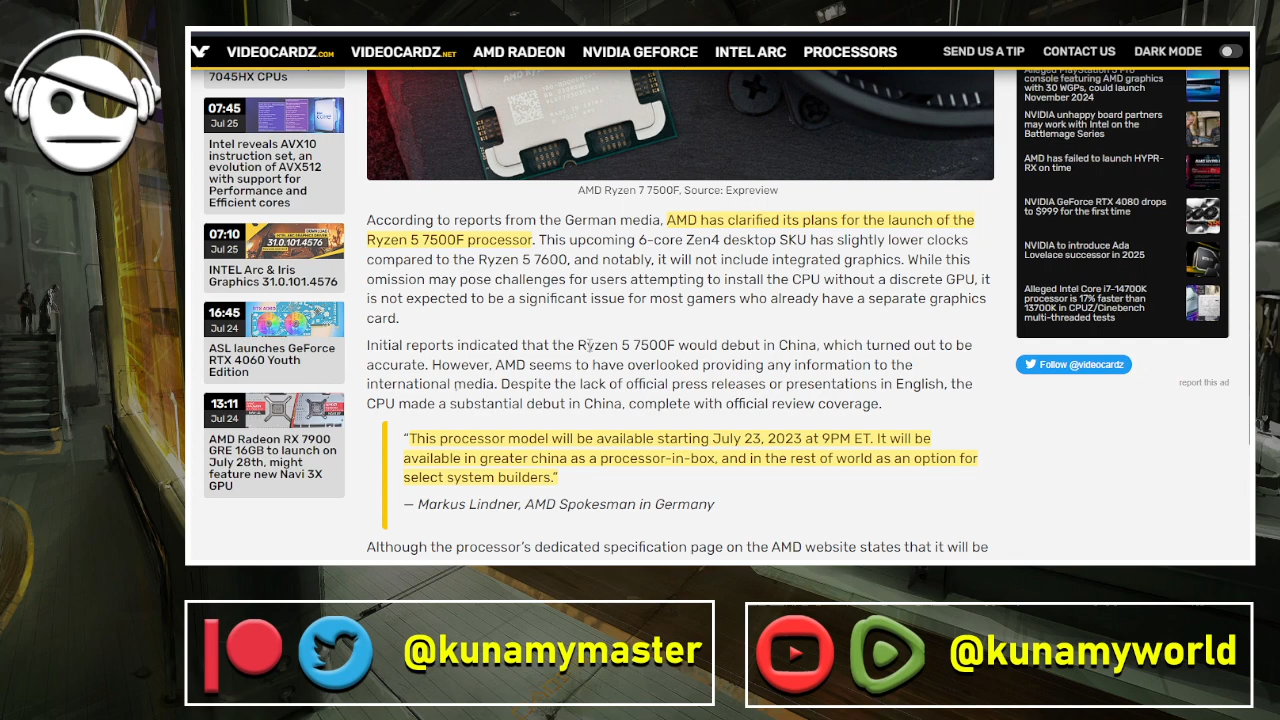 VIDEOCARDZ.COM VIDEOCARDZ.NET AMD RADEON NVIDIA GEFORCE INTEL ARC PROCESSORS SEND US A TIP CONTACT US DARK MODE
7045HX CPUs
07:45
Jul 25
Intel reveals AVX10
instruction set, an
evolution of AVX512
with support for
Performance and
Efficient cores
07:10
Jul 25
31.0.101.4576
INTEL Arc & Iris
Graphics 31.0.101.4576
16:45
Jul 24
ASL launches GeForce
RTX 4060 Youth
Edition
13:11
Jul 24
AMD Radeon RX 7900
GRE 16GB to launch on
July 28th, might
feature new Navi 3X
GPU
AMD Ryzen 7 7500F, Source: Expreview
According to reports from the German media, AMD has clarified its plans for the launch of the
Ryzen 5 7500F processor. This upcoming 6-core Zen4 desktop SKU has slightly lower clocks
compared to the Ryzen 5 7600, and notably, it will not include integrated graphics. While this
omission may pose challenges for users attempting to install the CPU without a discrete GPU, it
is not expected to be a significant issue for most gamers who already have a separate graphics
card.
Initial reports indicated that the Ryzen 5 7500F would debut in China, which turned out to be
accurate. However, AMD seems to have overlooked providing any information to the
international media. Despite the lack of official press releases or presentations in English, the
CPU made a substantial debut in China, complete with official review coverage.
“This processor model will be available starting July 23, 2023 at 9PM ET. It will be
available in greater china as a processor-in-box, and in the rest of world as an option for
select system builders.”
— Markus Lindner, AMD Spokesman in Germany
Although the processor’s dedicated specification page on the AMD website states that it will be
console featuring AMD graphics
with 30 WGPs, could launch
November 2024
NVIDIA unhappy board partners
may work with Intel on the
Battlemage Series
AMD has failed to launch HYPR-
RX on time
NVIDIA GeForce RTX 4080 drops
to $999 for the first time
NVIDIA to introduce Ada
Lovelace successor in 2025
Alleged Intel Core i7-14700K
processor is 17% faster than
13700K in CPUZ/Cinebench
multi-threaded tests
Follow @videocardz
report this ad
@kunamymaster
@kunamyworld